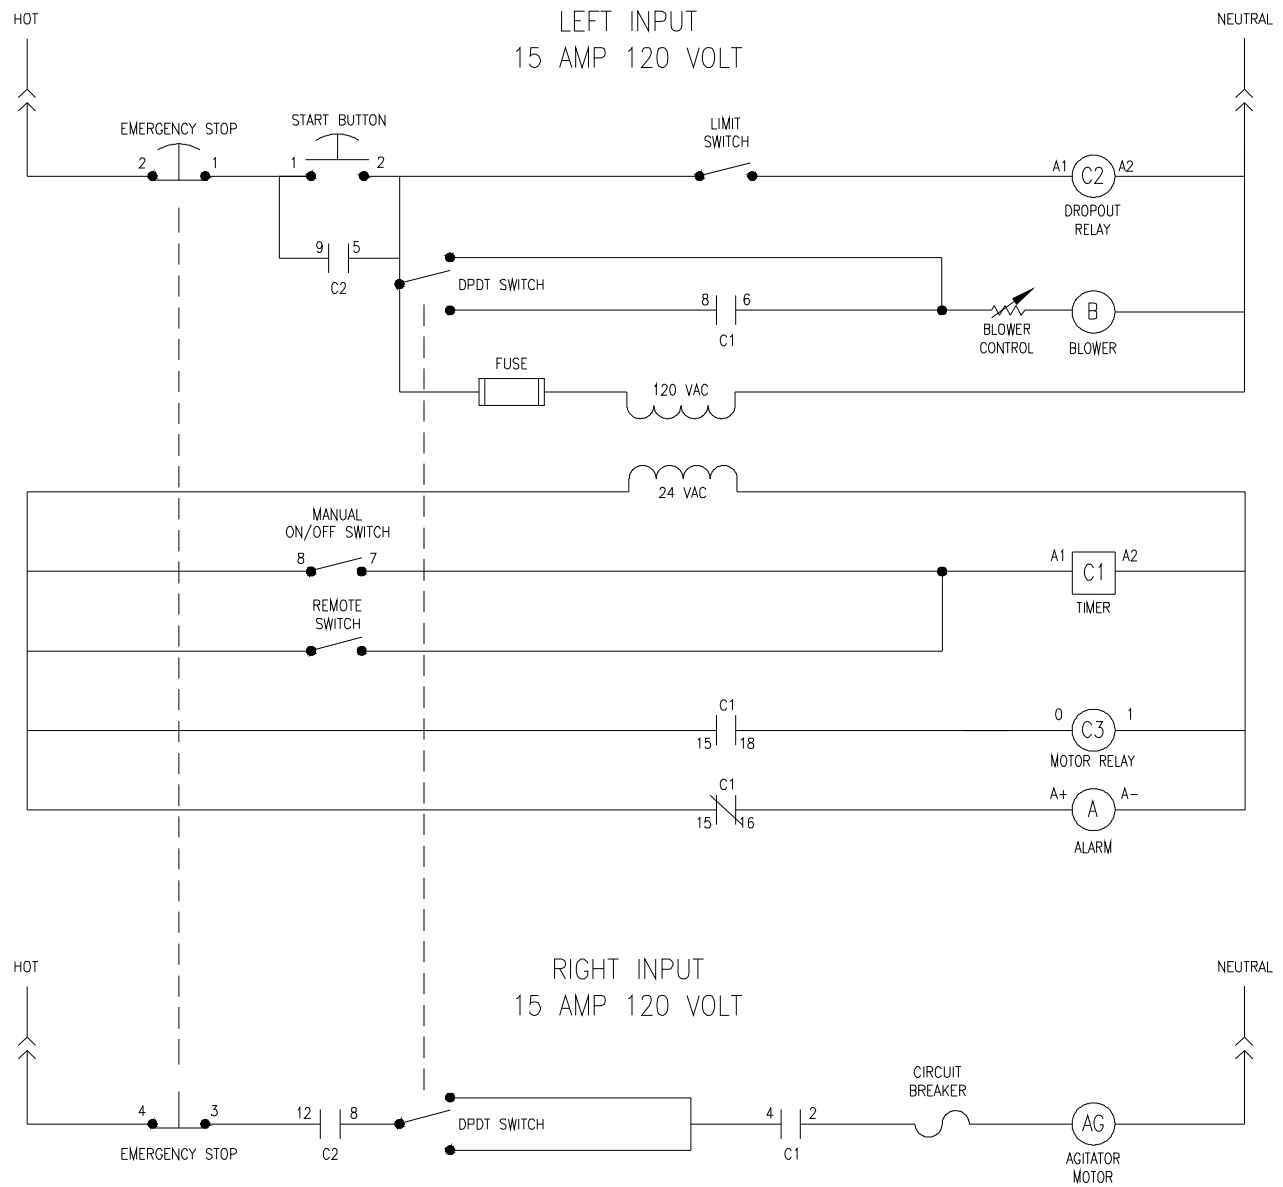 HOT
LEFT INPUT
NEUTRAL
15 AMP 120 VOLT
EMERGENCY STOP
START BUTTON
LIMIT
SWITCH
2 1
1 2
A1 C2 A2
DROPOUT
RELAY
9 5
C2
DPDT SWITCH
8 6
C1
BLOWER
CONTROL
B
BLOWER
FUSE
120 VAC
24 VAC
MANUAL
ON/OFF SWITCH
8 7
A1 C1 A2
TIMER
REMOTE
SWITCH
C1
15 18
0 C3 1
MOTOR RELAY
C1
15 16
A+ A A-
ALARM
HOT
RIGHT INPUT
NEUTRAL
15 AMP 120 VOLT
4 3
EMERGENCY STOP
12 8
C2
DPDT SWITCH
4 2
C1
CIRCUIT
BREAKER
AG
AGITATOR
MOTOR